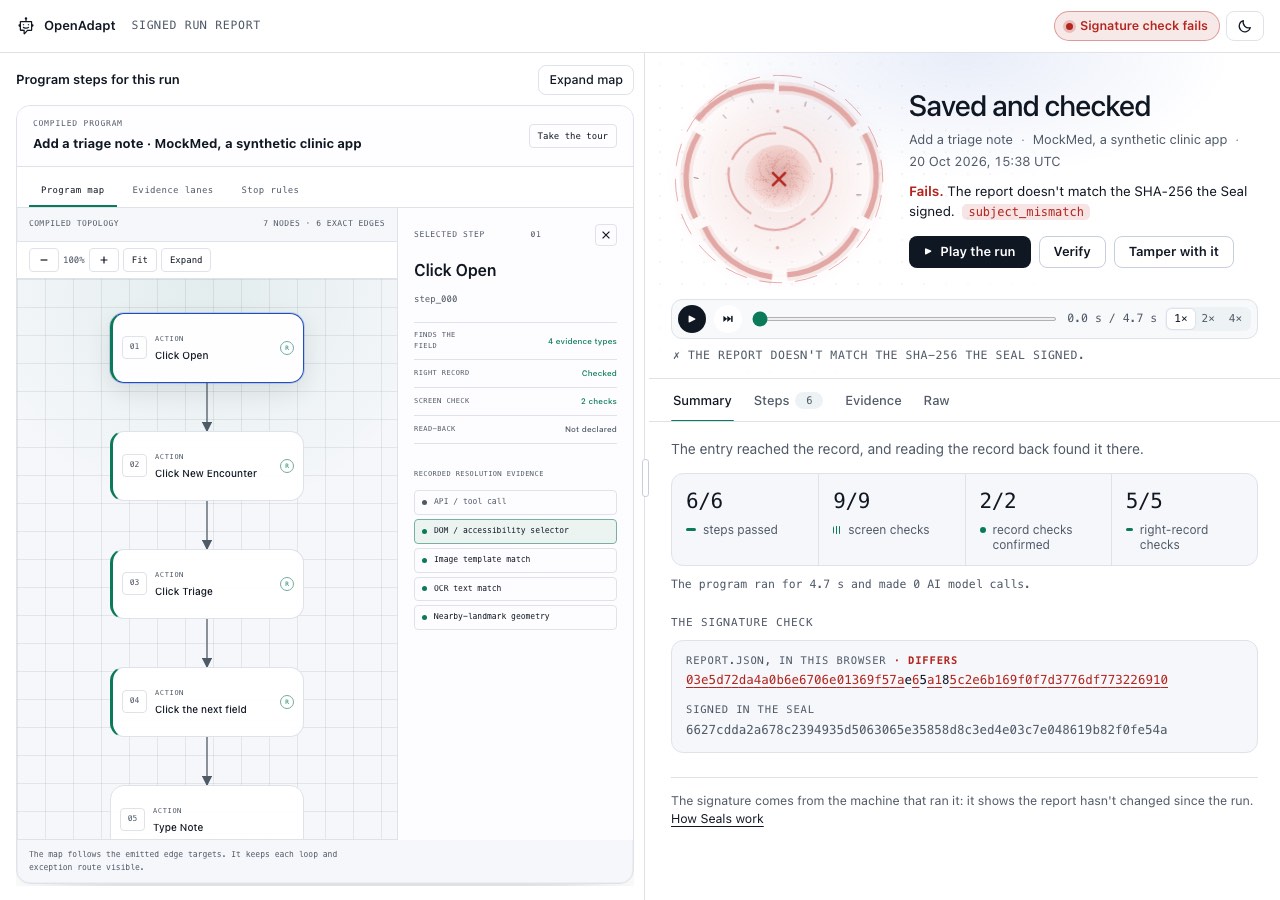 OpenAdapt SIGNED RUN REPORT
Signature check fails
Program steps for this run
Expand map
COMPILED PROGRAM
Add a triage note · MockMed, a synthetic clinic app
Take the tour
Program map Evidence lanes Stop rules
COMPILED TOPOLOGY 7 NODES · 6 EXACT EDGES
− 100% + Fit Expand
01 ACTION
Click Open R
02 ACTION
Click New Encounter R
03 ACTION
Click Triage R
04 ACTION
Click the next field R
05 ACTION
Type Note
SELECTED STEP 01 ×
Click Open
step_000
FINDS THE
FIELD 4 evidence types
RIGHT RECORD Checked
SCREEN CHECK 2 checks
READ-BACK Not declared
RECORDED RESOLUTION EVIDENCE
API / tool call
DOM / accessibility selector
Image template match
OCR text match
Nearby-landmark geometry
The map follows the emitted edge targets. It keeps each loop and
exception route visible.
Saved and checked
Add a triage note · MockMed, a synthetic clinic app ·
20 Oct 2026, 15:38 UTC
Fails. The report doesn't match the SHA-256 the Seal
signed. subject_mismatch
Play the run Verify Tamper with it
0.0 s / 4.7 s 1× 2× 4×
✗ THE REPORT DOESN'T MATCH THE SHA-256 THE SEAL SIGNED.
Summary Steps 6 Evidence Raw
The entry reached the record, and reading the record back found it there.
6/6
steps passed
9/9
screen checks
2/2
record checks
confirmed
5/5
right-record
checks
The program ran for 4.7 s and made 0 AI model calls.
THE SIGNATURE CHECK
REPORT.JSON, IN THIS BROWSER · DIFFERS
03e5d72da4a0b6e6706e01369f57ae65a185c2e6b169f0f7d3776df773226910
SIGNED IN THE SEAL
6627cdda2a678c2394935d5063065e35858d8c3ed4e03c7e048619b82f0fe54a
The signature comes from the machine that ran it: it shows the report hasn't changed since the run.
How Seals work